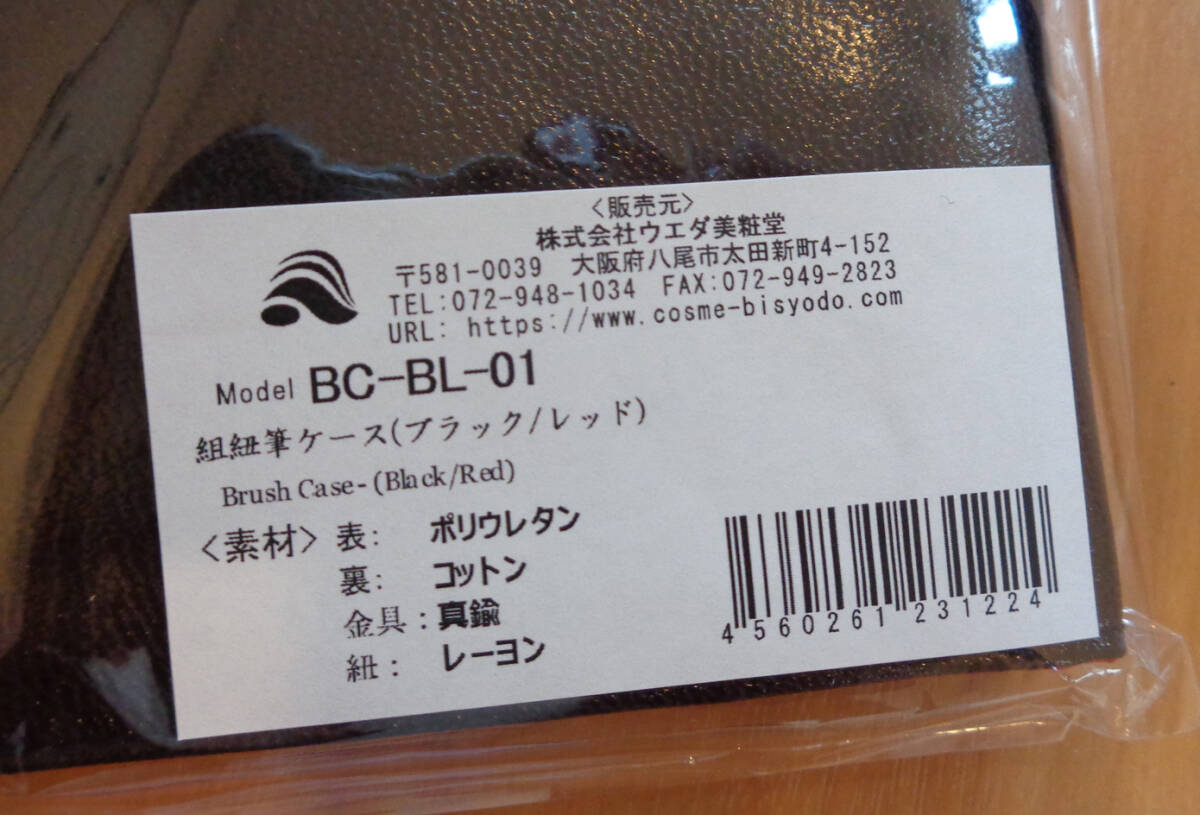 〈販売元〉
株式会社ウエダ美粧堂
〒581-0039 大阪府八尾市太田新町4-152
TEL:072-948-1034 FAX:072-949-2823
URL: https://www.cosme-bisyodo.com
Model BC-BL-01
組紐筆ケース(ブラック/レッド)
Brush Case-(Black/Red)
〈素材〉表: ポリウレタン
裏: コットン
金具:真鍮
紐: レーヨン
4560261231224